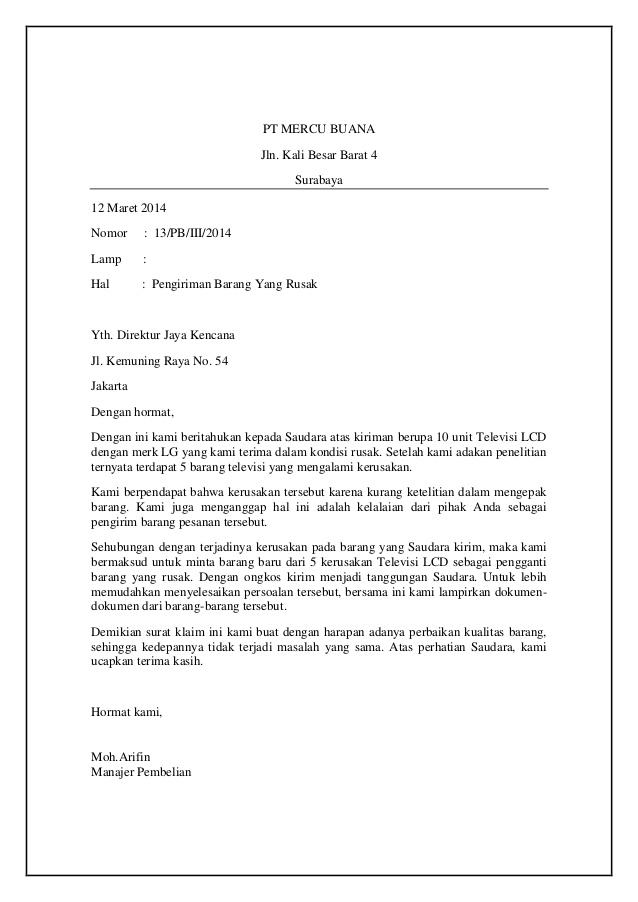 PT MERCU BUANA
Jln. Kali Besar Barat 4
Surabaya
12 Maret 2014
Nomor : 13/PB/III/2014
Lamp :
Hal : Pengiriman Barang Yang Rusak
Yth. Direktur Jaya Kencana
Jl. Kemuning Raya No. 54
Jakarta
Dengan hormat,
Dengan ini kami beritahukan kepada Saudara atas kiriman berupa 10 unit Televisi LCD
dengan merk LG yang kami terima dalam kondisi rusak. Setelah kami adakan penelitian
ternyata terdapat 5 barang televisi yang mengalami kerusakan.
Kami berpendapat bahwa kerusakan tersebut karena kurang ketelitian dalam mengepak
barang. Kami juga menganggap hal ini adalah kelalaian dari pihak Anda sebagai
pengirim barang pesanan tersebut.
Sehubungan dengan terjadinya kerusakan pada barang yang Saudara kirim, maka kami
bermaksud untuk minta barang baru dari 5 kerusakan Televisi LCD sebagai pengganti
barang yang rusak. Dengan ongkos kirim menjadi tanggungan Saudara. Untuk lebih
memudahkan menyelesaikan persoalan tersebut, bersama ini kami lampirkan dokumen-
dokumen dari barang-barang tersebut.
Demikian surat klaim ini kami buat dengan harapan adanya perbaikan kualitas barang,
sehingga kedepannya tidak terjadi masalah yang sama. Atas perhatian Saudara, kami
ucapkan terima kasih.
Hormat kami,
Moh.Arifin
Manajer Pembelian